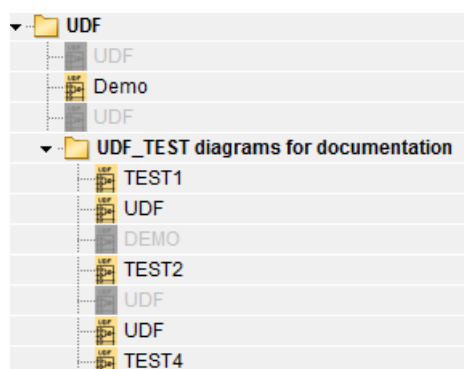 UDF
UDF
Demo
UDF
UDF_TEST diagrams for documentation
TEST1
UDF
DEMO
TEST2
UDF
UDF
TEST4